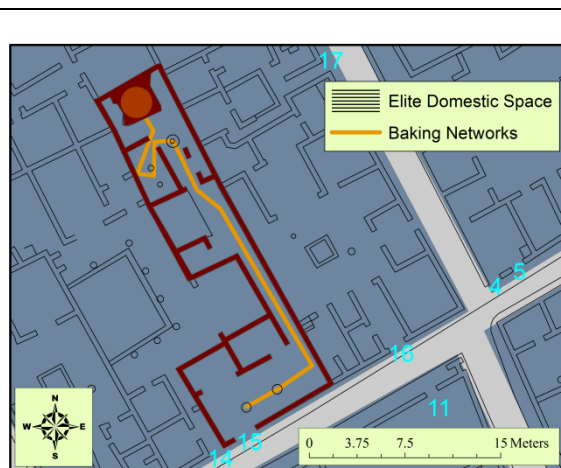 17
Elite Domestic Space
Baking Networks
5
4
16
11
N
W E
S
15
14
0 3.75 7.5 15 Meters